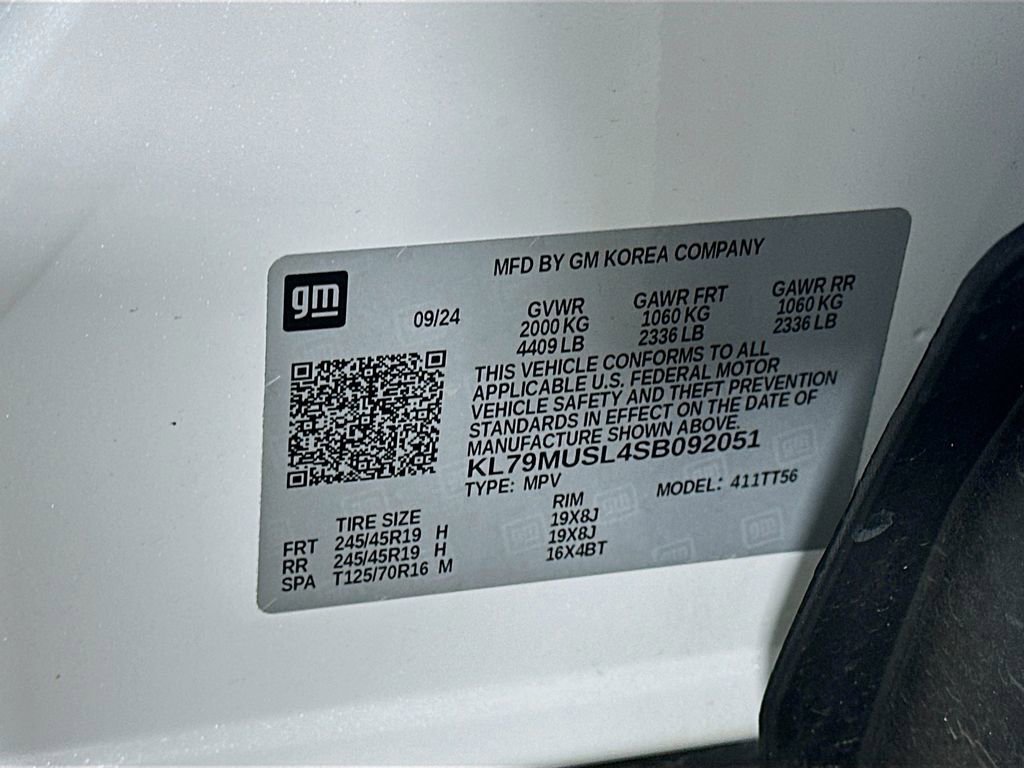 MFD BY GM KOREA COMPANY
gm
09/24
GVWR
2000 KG
4409 LB
GAWR FRT
1060 KG
2336 LB
GAWR RR
1060 KG
2336 LB
THIS VEHICLE CONFORMS TO ALL
APPLICABLE U.S. FEDERAL MOTOR
VEHICLE SAFETY AND THEFT PREVENTION
STANDARDS IN EFFECT ON THE DATE OF
MANUFACTURE SHOWN ABOVE.
KL79MUSL4SB092051
TYPE: MPV MODEL: 411TT56
TIRE SIZE RIM
FRT 245/45R19 H 19X8J
RR 245/45R19 H 19X8J
SPA T125/70R16 M 16X4BT